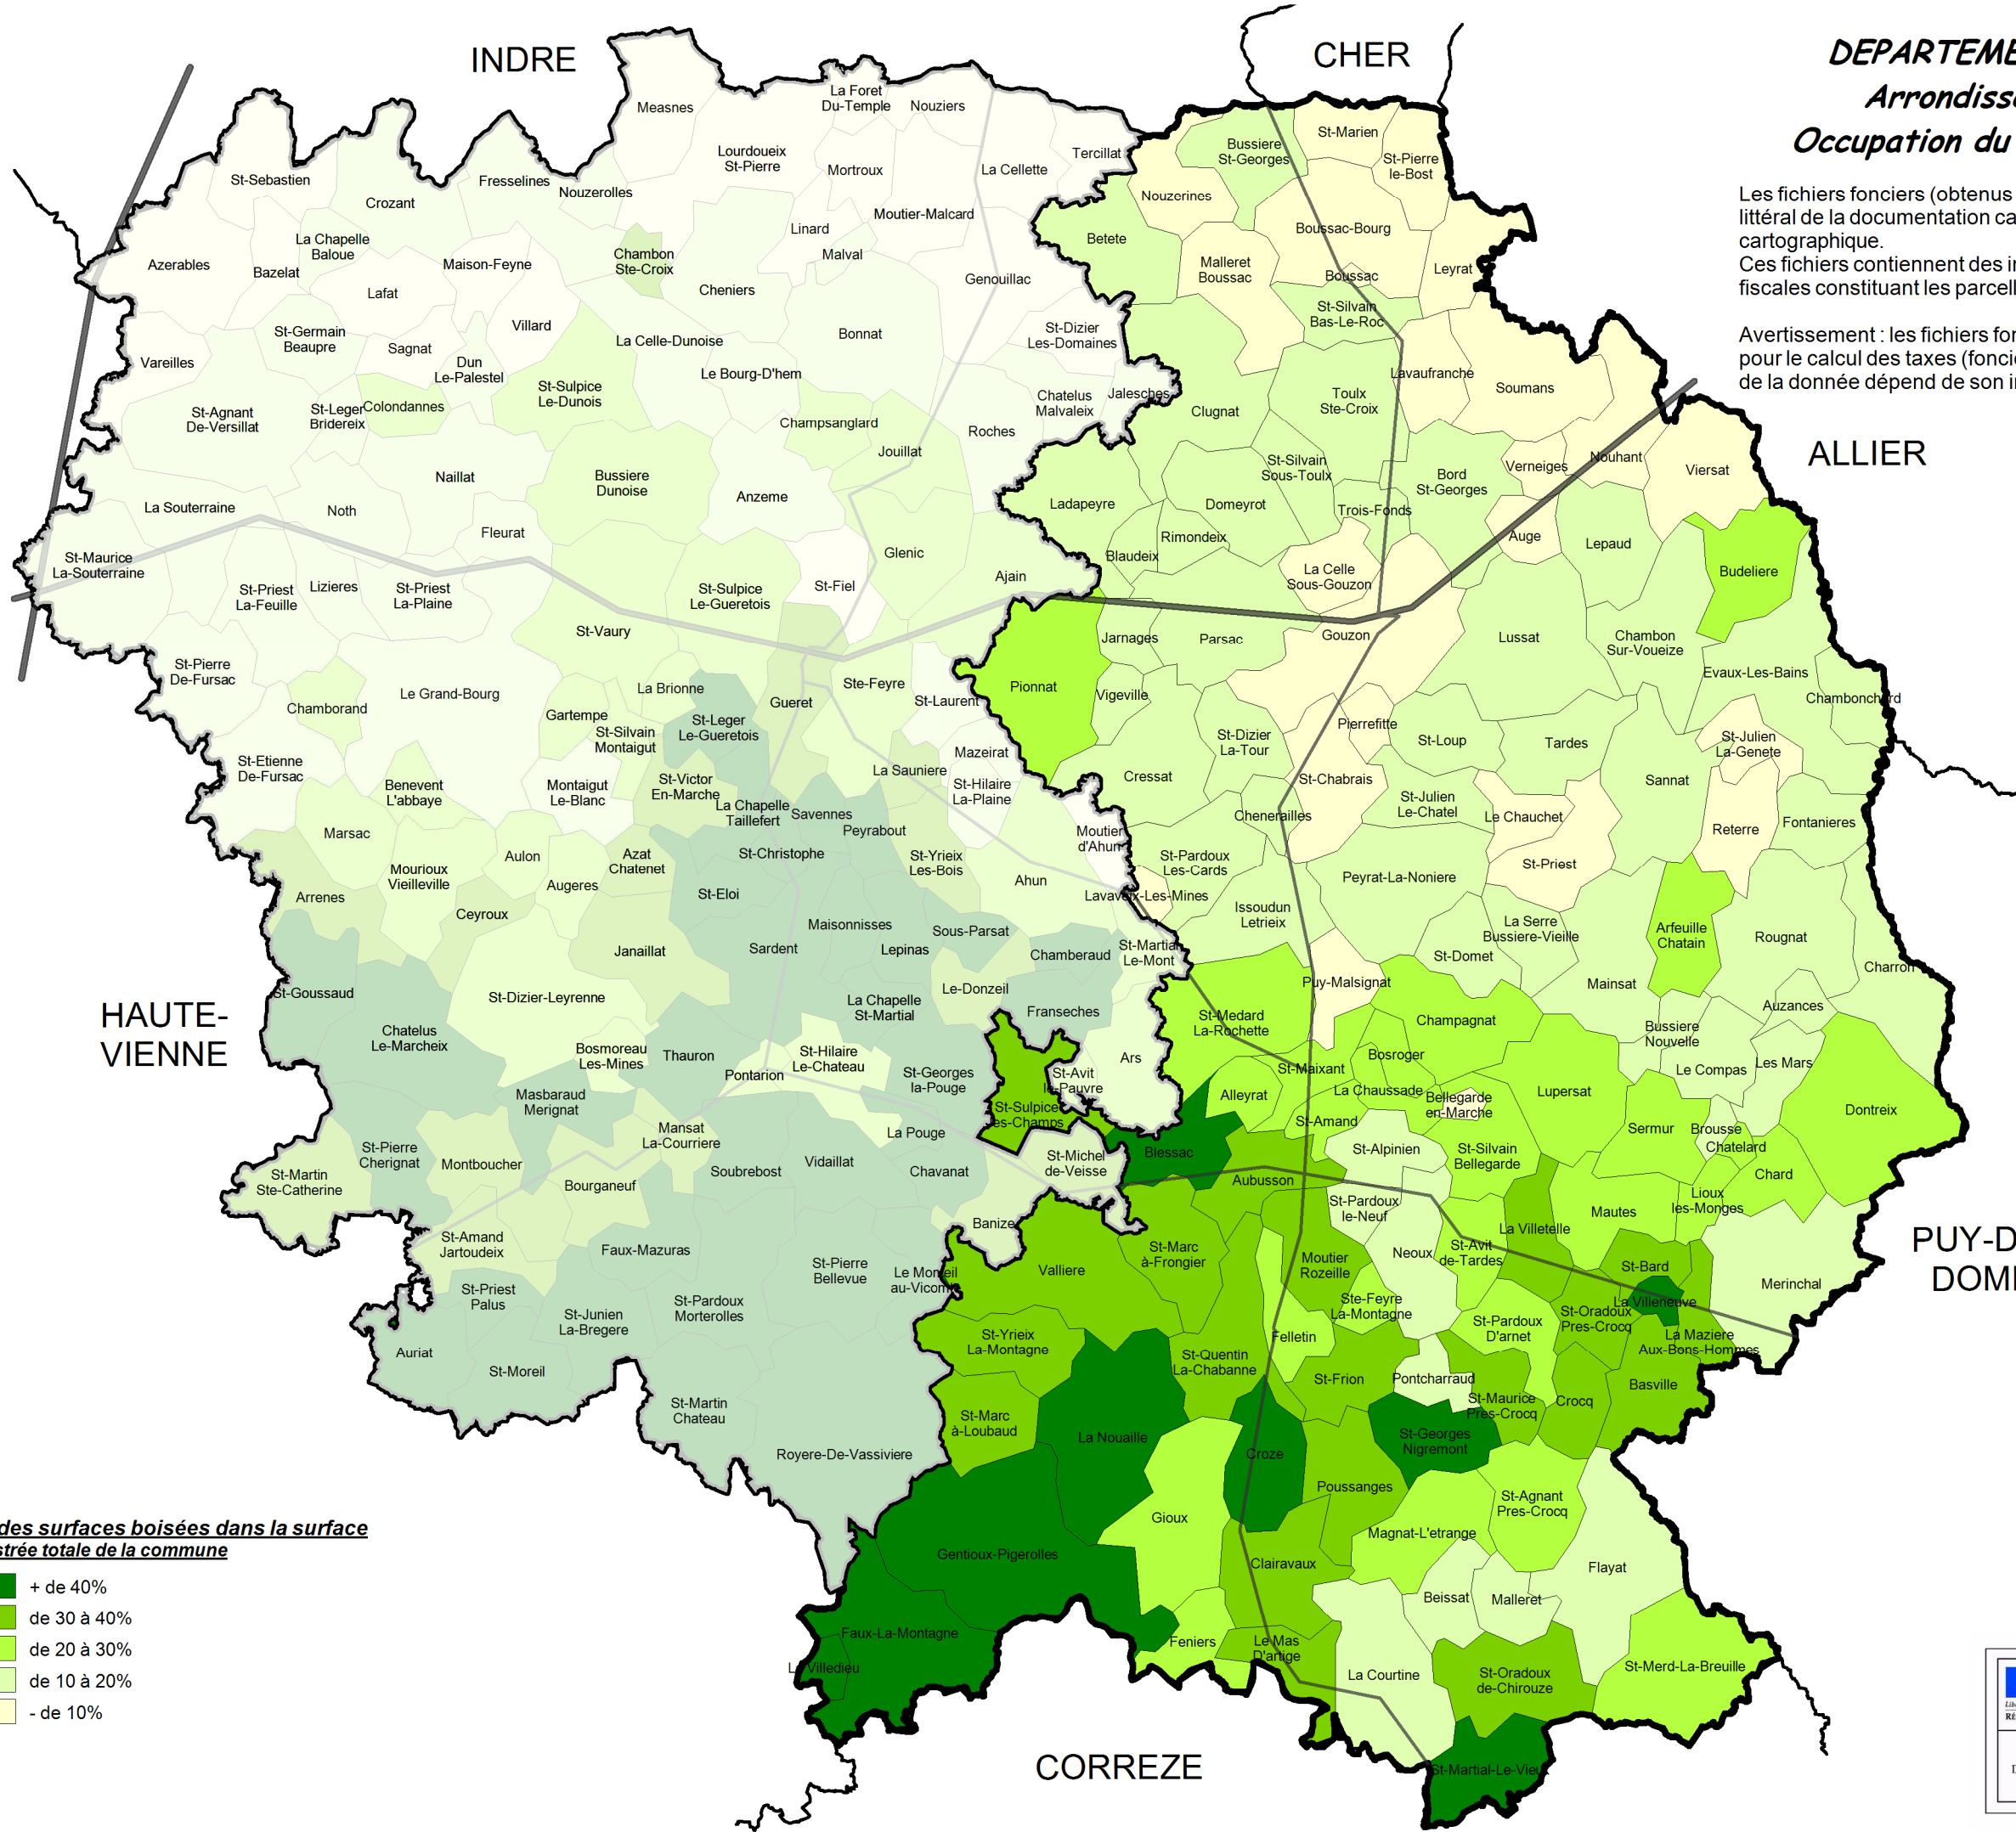 INDRE
CHER
DEPARTEME
Arrondiss
Occupation du
Les fichiers fonciers (obtenus
littéral de la documentation ca
cartographique.
Ces fichiers contiennent des i
fiscales constituant les parcell
Avertissement : les fichiers fo
pour le calcul des taxes (fonci
de la donnée dépend de son i
ALLIER
HAUTE-
VIENNE
PUY-D
DOM
CORREZE
Measnes
La Foret
Du-Temple
Nouziers
St-Marien
Bussiere
St-Georges
St-Pierre
le-Bost
Tercillat
Lourdoueix
St-Pierre
Mortroux
La Cellette
St-Sebastien
Fresselines
Nouzerolles
Crozant
Nouzerines
Moutier-Malcard
Linard
Boussac-Bourg
Betete
La Chapelle
Baloue
Malval
Chambon
Ste-Croix
Azerables
Bazelat
Maison-Feyne
Malleret
Boussac
Leyrat
Boussac
Genouillac
Lafat
Cheniers
St-Silvain
Bas-Le-Roc
Villard
St-Germain
Beaupre
La Celle-Dunoise
Bonnat
St-Dizier
Les-Domaines
Sagnat
Vareilles
Dun
Le-Palestel
Le Bourg-D'hem
Lavaufranche
Soumans
St-Sulpice
Le-Dunois
Chatelus
Malvaleix
Jalesches
Toulx
Ste-Croix
Clugnat
St-Agnant
De-Versillat
St-Leger
Bridereix
Colondannes
Champsanglard
Roches
Jouillat
Nouhant
Verneiges
Viersat
St-Silvain
Sous-Toulx
Bord
St-Georges
Naillat
Bussiere
Dunoise
Anzeme
La Souterraine
Noth
Ladapeyre
Domeyrot
Trois-Fonds
Fleurat
Rimondeix
Auge
Lepaud
Glenic
Blaudeix
St-Maurice
La-Souterraine
La Celle
Sous-Gouzon
Budeliere
Ajain
St-Fiel
St-Priest
La-Feuille
Lizieres
St-Priest
La-Plaine
St-Sulpice
Le-Gueretois
St-Vaury
Jarnages
Parsac
Gouzon
Lussat
Chambon
Sur-Voueize
St-Pierre
De-Fursac
Evaux-Les-Bains
Le Grand-Bourg
La Brionne
Ste-Feyre
St-Laurent
Pionnat
Vigeville
Chambonchard
Chamborand
Gueret
Gartempe
St-Silvain
Montaigut
St-Leger
Le-Gueretois
Pierrefitte
St-Dizier
La-Tour
St-Loup
Tardes
St-Julien
La-Genete
Mazeirat
St-Etienne
De-Fursac
La Sauniere
Cressat
St-Chabrais
Sannat
Benevent
L'abbaye
Montaigut
Le-Blanc
St-Victor
En-Marche
St-Hilaire
La-Plaine
St-Julien
Le-Chatel
La Chapelle
Taillefert
Savennes
Chenerailles
Le Chauchet
Reterre
Fontanieres
Marsac
Peyrabout
Moutier
d'Ahun
Aulon
Azat
Chatenet
St-Christophe
St-Yrieix
Les-Bois
St-Pardoux
Les-Cards
St-Priest
Mourioux
Vieilleville
Augeres
Ahun
Peyrat-La-Noniere
Arrenes
St-Eloi
Lavaveix-Les-Mines
Ceyroux
Issoudun
Letrieix
La Serre
Bussiere-Vieille
Arfeuille
Chatain
Rougnat
Maisonnisses
Sous-Parsat
Janaillat
Sardent
Lepinas
Chamberaud
St-Martial
Le-Mont
St-Domet
Charron
St-Goussaud
St-Dizier-Leyrenne
Le-Donzeil
Puy-Malsignat
Mainsat
La Chapelle
St-Martial
Franseches
St-Medard
La-Rochette
Champagnat
Auzances
Chatelus
Le-Marcheix
Bussiere
Nouvelle
Bosmoreau
Les-Mines
Thauron
St-Hilaire
Le-Chateau
Ars
Bosroger
Le Compas
Les Mars
Pontarion
St-Georges
la-Pouge
St-Avit
le-Pauvre
St-Maixant
Masbaraud
Merignat
Alleyrat
La Chaussade
Bellegarde
en-Marche
Lupersat
St-Sulpice
les-Champs
Dontreix
Mansat
La-Courriere
La Pouge
St-Amand
Sermur
Brousse
Chatelard
St-Pierre
Cherignat
Montboucher
St-Michel
de-Veisse
Blessac
St-Alpinien
St-Silvain
Bellegarde
St-Martin
Ste-Catherine
Soubrebost
Vidaillat
Chavanat
Aubusson
Chard
Bourganeuf
St-Pardoux
le-Neuf
Lioux
les-Monges
Mautes
Banize
La Villetelle
St-Amand
Jartoudeix
Faux-Mazuras
St-Marc
à-Frongier
Moutier
Rozeille
Neoux
St-Avit
de-Tardes
St-Pierre
Bellevue
Le Monteil
au-Vicomte
Valliere
St-Bard
Merinchal
St-Priest
Palus
St-Pardoux
Morterolles
Ste-Feyre
La-Montagne
La Villeneuve
St-Junien
La-Bregere
St-Oradoux
Pres-Crocq
St-Yrieix
La-Montagne
Felletin
St-Pardoux
D'arnet
La Maziere
Aux-Bons-Hommes
Auriat
St-Quentin
La-Chabanne
St-Moreil
St-Frion
Pontcharraud
Basville
St-Maurice
Pres-Crocq
Crocq
St-Martin
Chateau
St-Marc
à-Loubaud
La Nouaille
St-Georges
Nigremont
Royere-De-Vassiviere
Croze
Poussanges
St-Agnant
Pres-Crocq
Gioux
Magnat-L'etrange
Gentioux-Pigerolles
Clairavaux
Flayat
Beissat
Malleret
Faux-La-Montagne
Feniers
Le Mas
D'artige
La Villedieu
La Courtine
St-Oradoux
de-Chirouze
St-Merd-La-Breuille
St-Martial-Le-Vieux
des surfaces boisées dans la surface
strée totale de la commune
+ de 40%
de 30 à 40%
de 20 à 30%
de 10 à 20%
- de 10%